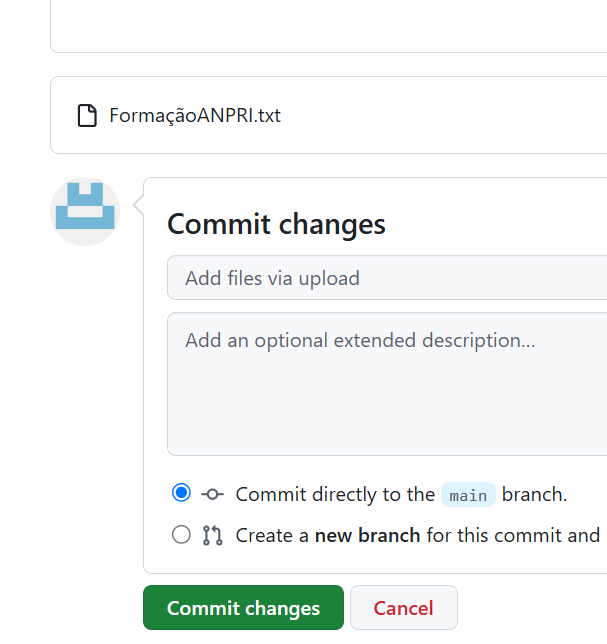 FormaçãoANPRI.txt
Commit changes
Add files via upload
Add an optional extended description...
Commit directly to the main branch.
Create a new branch for this commit and
Commit changes
Cancel